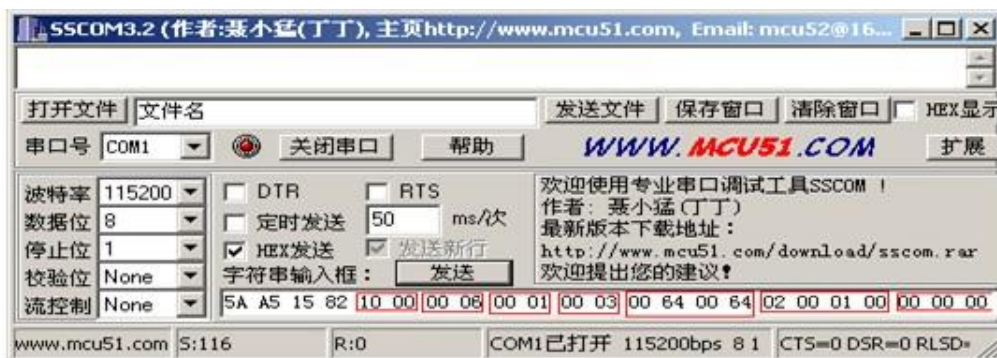 SSCOM3.2 (作者:聂小猛(丁丁), 主页http://www.mcu51.com, Email: mcu52@16...
打开文件 文件名 发送文件 保存窗口 清除窗口 HEX显示
串口号 COM1 关闭串口 帮助 WWW.MCU51.COM 扩展
波特率 115200 DTR RTS
数据位 8 定时发送 50 ms/次
停止位 1 HEX发送 发送新行
校验位 None 字符串输入框: 发送
流控制 None 5A A5 15 82 10 00 00 06 00 01 00 03 00 64 00 64 02 00 01 00 00 00 00
欢迎使用专业串口调试工具SSCOM !
作者: 聂小猛(丁丁)
最新版本下载地址:
http://www.mcu51.com/download/sscom.rar
欢迎提出您的建议!
www.mcu51.com S:116 R:0 COM1已打开 115200bps 8 1 CTS=0 DSR=0 RLSD=